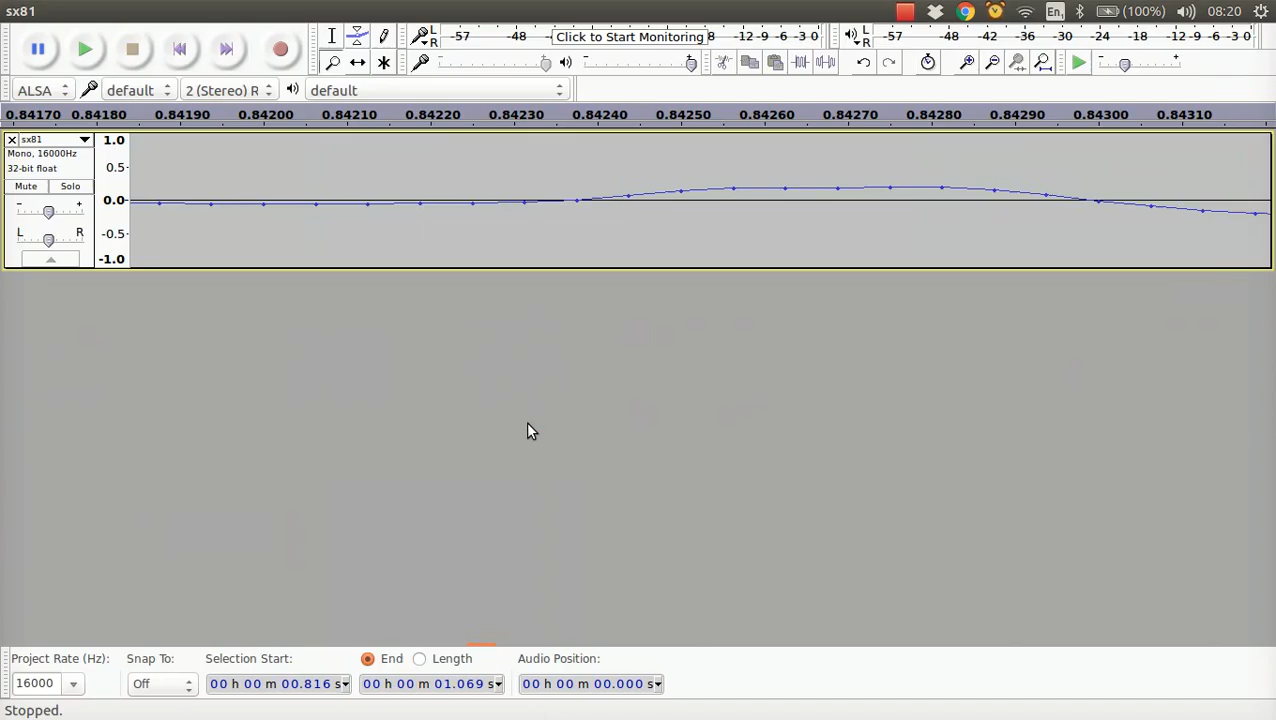 sx81
En1
(100%)
08:20
-57 -48 Click to Start Monitoring 8 -12 -9 -6 -3 0
L
R
-57 -48 -42 -36 -30 -24 -18 -12 -9 -6 -3 0
L
R
- + - + - +
ALSA default 2 (Stereo) R default
0.84170 0.84180 0.84190 0.84200 0.84210 0.84220 0.84230 0.84240 0.84250 0.84260 0.84270 0.84280 0.84290 0.84300 0.84310
sx81
Mono, 16000Hz
32-bit float
Mute Solo
- +
L R
1.0
0.5
0.0
-0.5
-1.0
Project Rate (Hz): Snap To: Selection Start: End Length Audio Position:
16000 Off 00 h 00 m 00.816 s 00 h 00 m 01.069 s 00 h 00 m 00.000 s
Stopped.